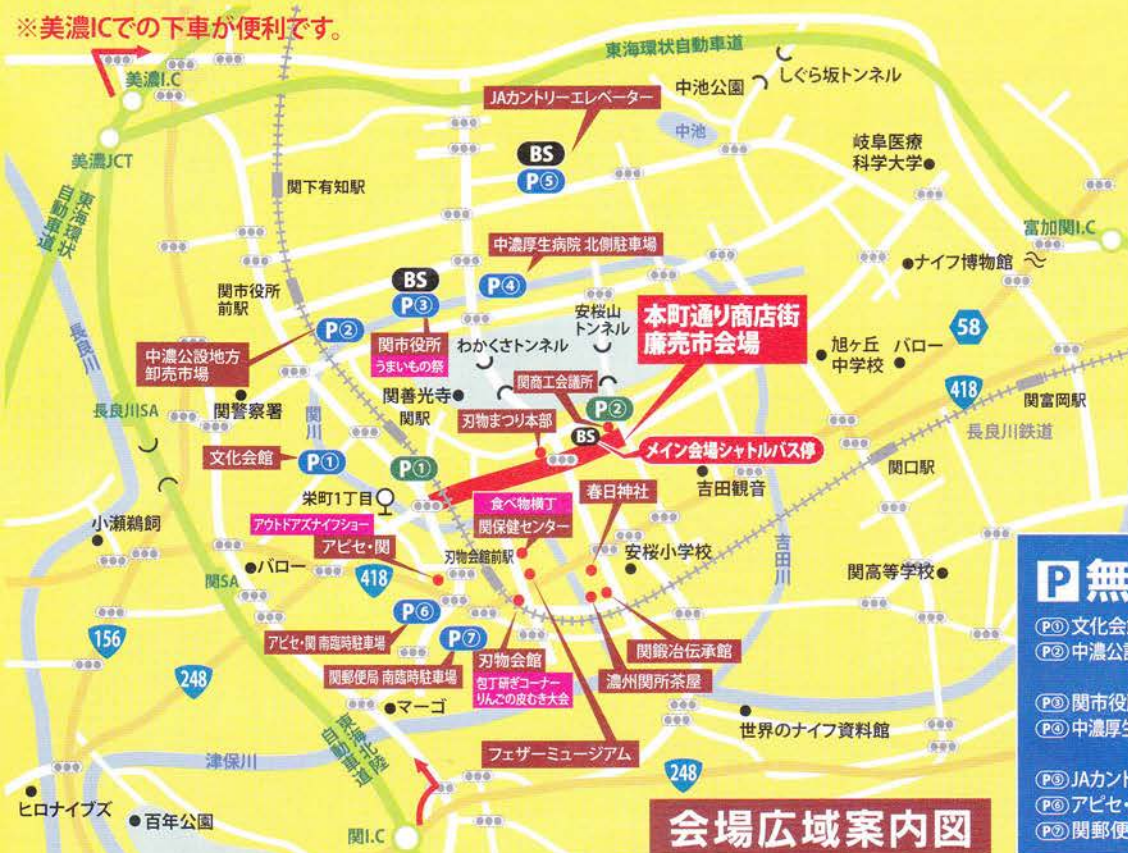 ※美濃ICでの下車が便利です。
美濃I.C
東海環状自動車道
しぐら坂トンネル
中池公園
JAカントリーエレベーター
中池
美濃JCT
BS
P⑤
岐阜医療
科学大学
関下有知駅
東海環状
自動車道
富加関I.C
中濃厚生病院 北側駐車場
ナイフ博物館
BS
P④
関市役所
前駅
P③
安桜山
トンネル
本町通り商店街
廉売市会場
58
P②
関市役所
うまいもの祭
わかくさトンネル
旭ヶ丘
中学校
バロー
中濃公設地方
卸売市場
長良川
関商工会議所
418
関善光寺
関富岡駅
長良川SA
関警察署
関川
関駅
刃物まつり本部
P②
BS
メイン会場シャトルバス停
長良川鉄道
文化会館
P①
P①
関口駅
吉田観音
栄町1丁目
食べ物横丁
関保健センター
春日神社
アウトドアズナイフショー
アピセ・関
小瀬鵜飼
刃物会館前駅
安桜小学校
吉田川
バロー
関SA
418
関高等学校
P 無
P⑥
156
アピセ・関 南臨時駐車場
P⑦
P① 文化会
P② 中濃公
関鍛冶伝承館
刃物会館
包丁研ぎコーナー
りんごの皮むき大会
248
関郵便局 南臨時駐車場
濃州関所茶屋
P③ 関市役
P④ 中濃厚生
マーゴ
世界のナイフ資料館
東海北陸
自動車道
フェザーミュージアム
津保川
248
P⑤ JAカント
P⑥ アピセ・
P⑦ 関郵便
ヒロナイブズ
百年公園
関I.C
会場広域案内図